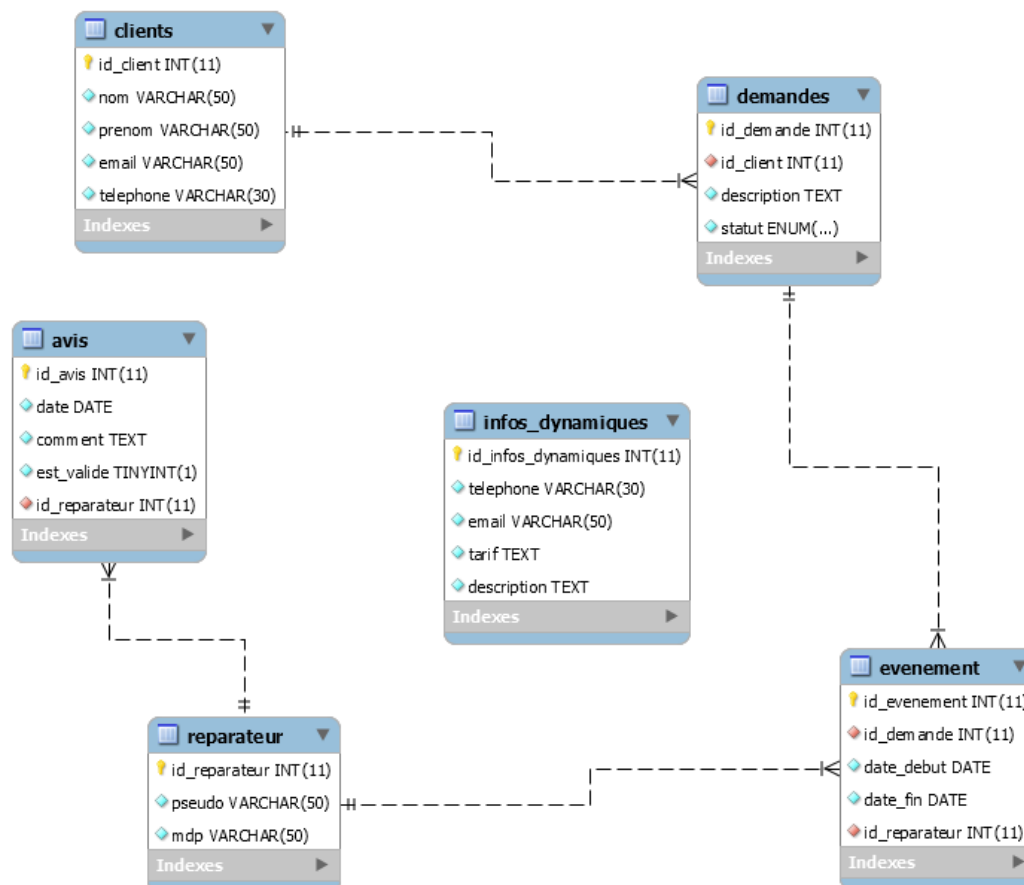 clients
id_client INT(11)
nom VARCHAR(50)
prenom VARCHAR(50)
email VARCHAR(50)
telephone VARCHAR(30)
Indexes
demandes
id_demande INT(11)
id_client INT(11)
description TEXT
statut ENUM(...)
Indexes
avis
id_avis INT(11)
date DATE
comment TEXT
est_valide TINYINT(1)
id_reparateur INT(11)
Indexes
infos_dynamiques
id_infos_dynamiques INT(11)
telephone VARCHAR(30)
email VARCHAR(50)
tarif TEXT
description TEXT
Indexes
reparateur
id_reparateur INT(11)
pseudo VARCHAR(50)
mdp VARCHAR(50)
Indexes
evenement
id_evenement INT(11)
id_demande INT(11)
date_debut DATE
date_fin DATE
id_reparateur INT(11)
Indexes